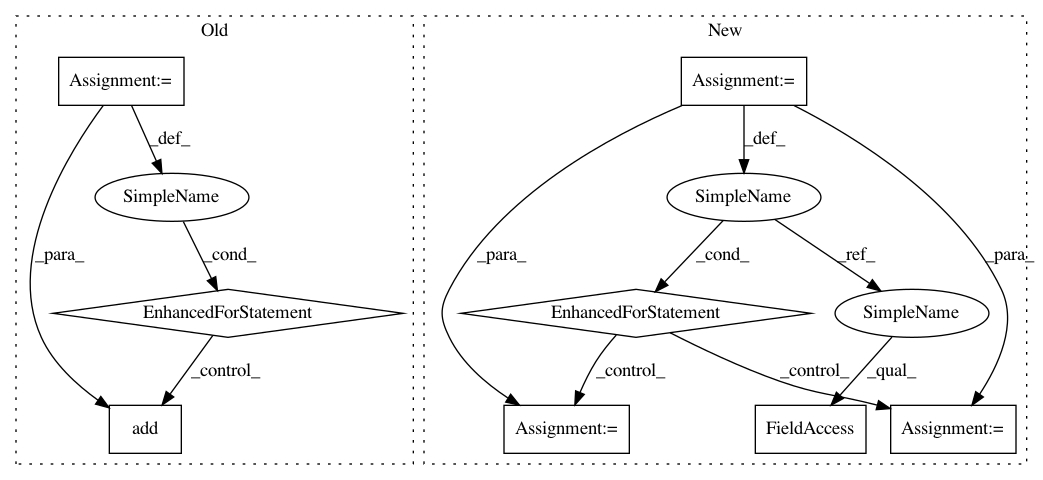 Old
New
Assignment:=
Assignment:=
_def_
_def_
SimpleName
SimpleName
_para_
_cond_
_para_
_cond_
_ref_
_para_
EnhancedForStatement
EnhancedForStatement
SimpleName
_control_
_control_
_control_
_qual_
add
Assignment:=
FieldAccess
Assignment:=